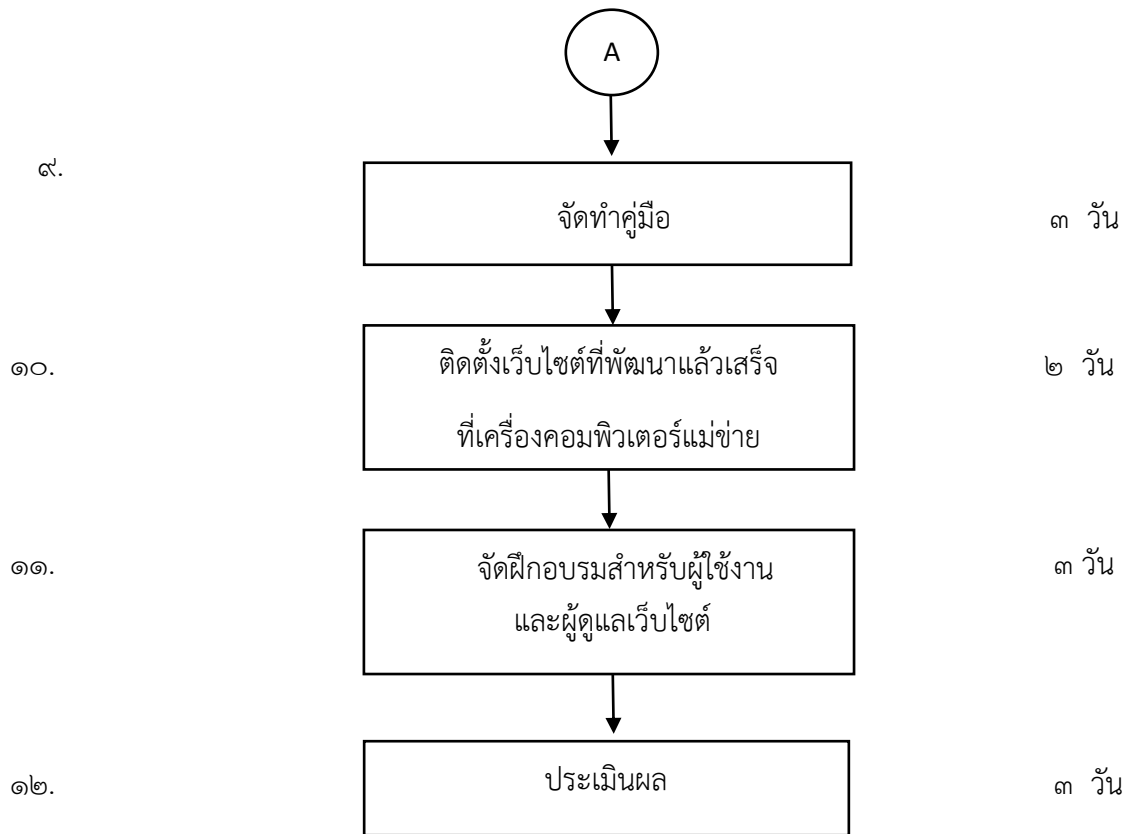 A
๙.
จัดทำคู่มือ
๓ วัน
๑๐.
ติดตั้งเว็บไซต์ที่พัฒนาแล้วเสร็จ
ที่เครื่องคอมพิวเตอร์แม่ข่าย
๒ วัน
๑๑.
จัดฝึกอบรมสำหรับผู้ใช้งาน
และผู้ดูแลเว็บไซต์
๓ วัน
๑๒.
ประเมินผล
๓ วัน